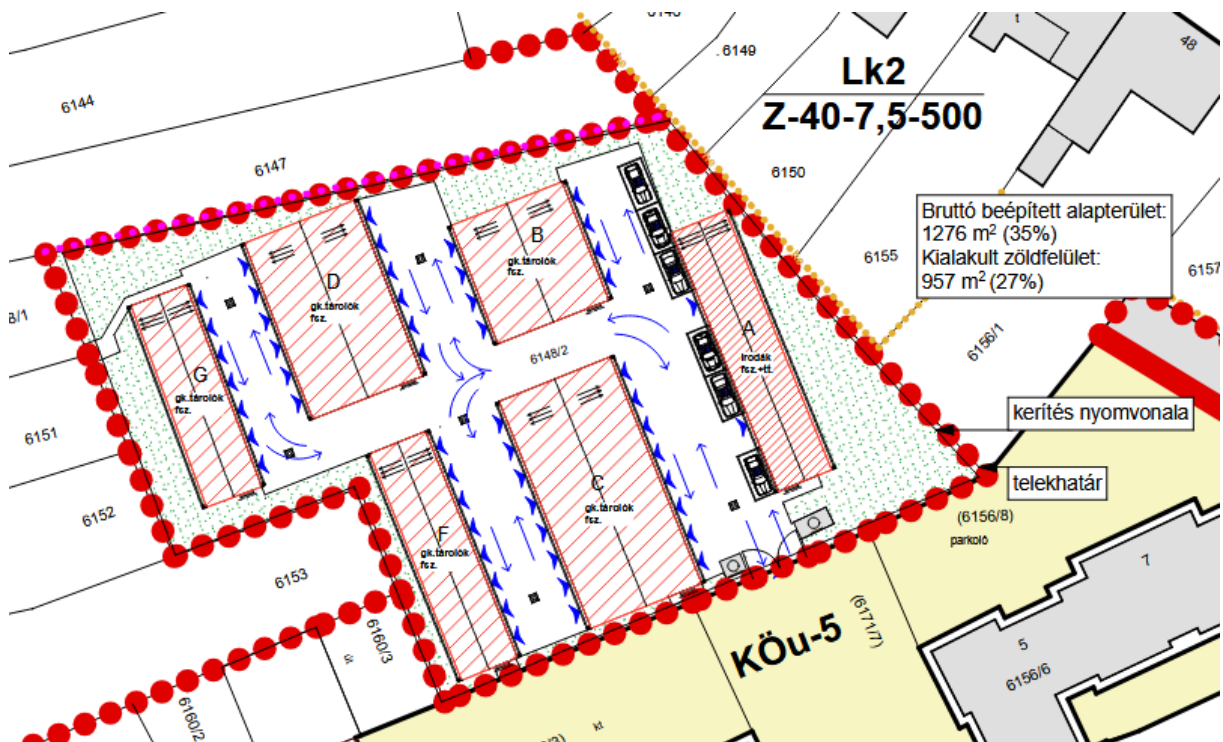 6149
48
t
Lk2
Z-40-7,5-500
6144
6147
6150
Bruttó beépített alapterület:
1276 m² (35%)
Kialakult zöldfelület:
957 m² (27%)
6155
6157
B
gk.tárolók
fsz.
D
gk.tárolók
fsz.
A
Irodák
fsz.+tt.
6148/2
6156/1
G
gk.tárolók
fsz.
kerítés nyomvonala
6151
telekhatár
C
gk.tárolók
fsz.
6152
(6156/8)
parkoló
F
gk.tárolók
fsz.
7
6153
(6171/7)
KÖu-5
5
6156/6
6160/3
út
6160/2
kt